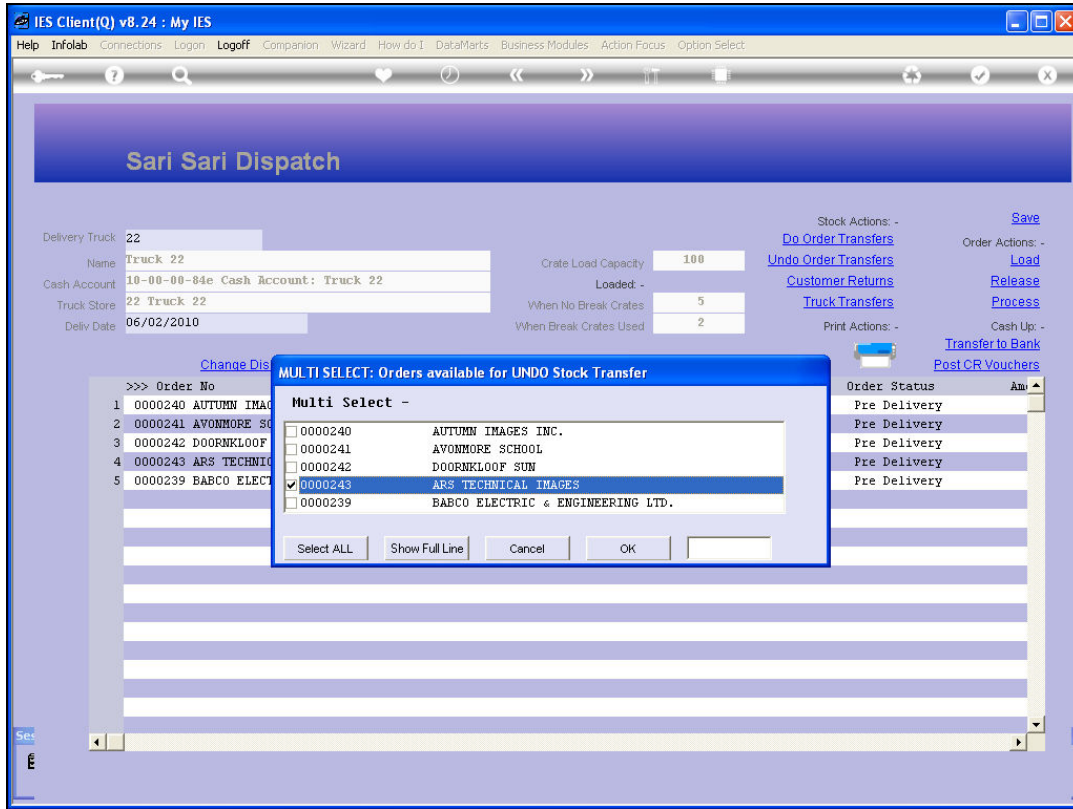 IES Client(Q) v8.24 : My IES
Help Infolab Connections Logon Logoff Companion Wizard How do I DataMarts Business Modules Action Focus Option Select
Sari Sari Dispatch
Stock Actions: - Save
Delivery Truck 22 Do Order Transfers Order Actions: -
Name Truck 22 Crate Load Capacity 100 Undo Order Transfers Load
Cash Account 10-00-00-84e Cash Account: Truck 22 Loaded: - Customer Returns Release
Truck Store 22 Truck 22 When No Break Crates 5 Truck Transfers Process
Deliv Date 06/02/2010 When Break Crates Used 2 Print Actions: - Cash Up: -
Transfer to Bank
Change Dis Post CR Vouchers
>>> Order No Order Status Am
1 0000240 AUTUMN IMAG Pre Delivery
2 0000241 AVONMORE SC Pre Delivery
3 0000242 DOORNKLOOF Pre Delivery
4 0000243 ARS TECHNIC Pre Delivery
5 0000239 BABCO ELECT Pre Delivery
MULTI SELECT: Orders available for UNDO Stock Transfer
Multi Select -
0000240 AUTUMN IMAGES INC.
0000241 AVONMORE SCHOOL
0000242 DOORNKLOOF SUN
0000243 ARS TECHNICAL IMAGES
0000239 BABCO ELECTRIC & ENGINEERING LTD.
Select ALL Show Full Line Cancel OK
Ses